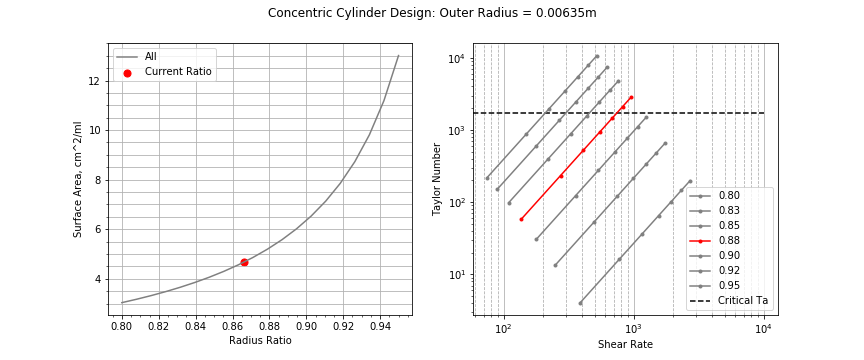 Concentric Cylinder Design: Outer Radius = 0.00635m
All
Current Ratio
Surface Area, cm^2/ml
12
10
8
6
4
0.80 0.82 0.84 0.86 0.88 0.90 0.92 0.94
Radius Ratio
Taylor Number
10^4
10^3
10^2
10^1
0.80
0.83
0.85
0.88
0.90
0.92
0.95
Critical Ta
10^2 10^3 10^4
Shear Rate